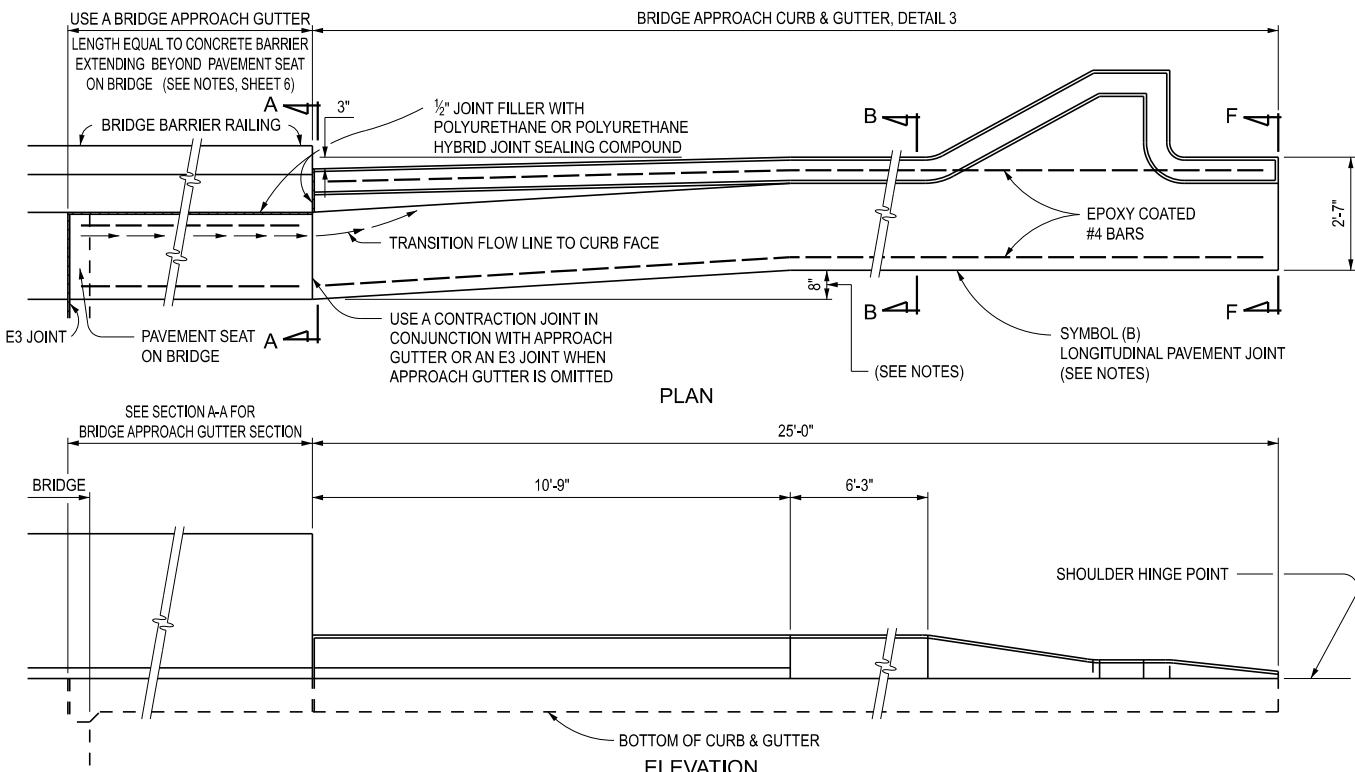 USE A BRIDGE APPROACH GUTTER
BRIDGE APPROACH CURB & GUTTER, DETAIL 3
LENGTH EQUAL TO CONCRETE BARRIER
EXTENDING BEYOND PAVEMENT SEAT
ON BRIDGE (SEE NOTES, SHEET 6)
A
3"
½" JOINT FILLER WITH
POLYURETHANE OR POLYURETHANE
HYBRID JOINT SEALING COMPOUND
B
F
BRIDGE BARRIER RAILING
EPOXY COATED
#4 BARS
2'-7"
TRANSITION FLOW LINE TO CURB FACE
8"
E3 JOINT
PAVEMENT SEAT
ON BRIDGE
A
USE A CONTRACTION JOINT IN
CONJUNCTION WITH APPROACH
GUTTER OR AN E3 JOINT WHEN
APPROACH GUTTER IS OMITTED
B
F
(SEE NOTES)
SYMBOL (B)
LONGITUDINAL PAVEMENT JOINT
(SEE NOTES)
PLAN
SEE SECTION A-A FOR
BRIDGE APPROACH GUTTER SECTION
25'-0"
BRIDGE
10'-9"
6'-3"
SHOULDER HINGE POINT
BOTTOM OF CURB & GUTTER
ELEVATION